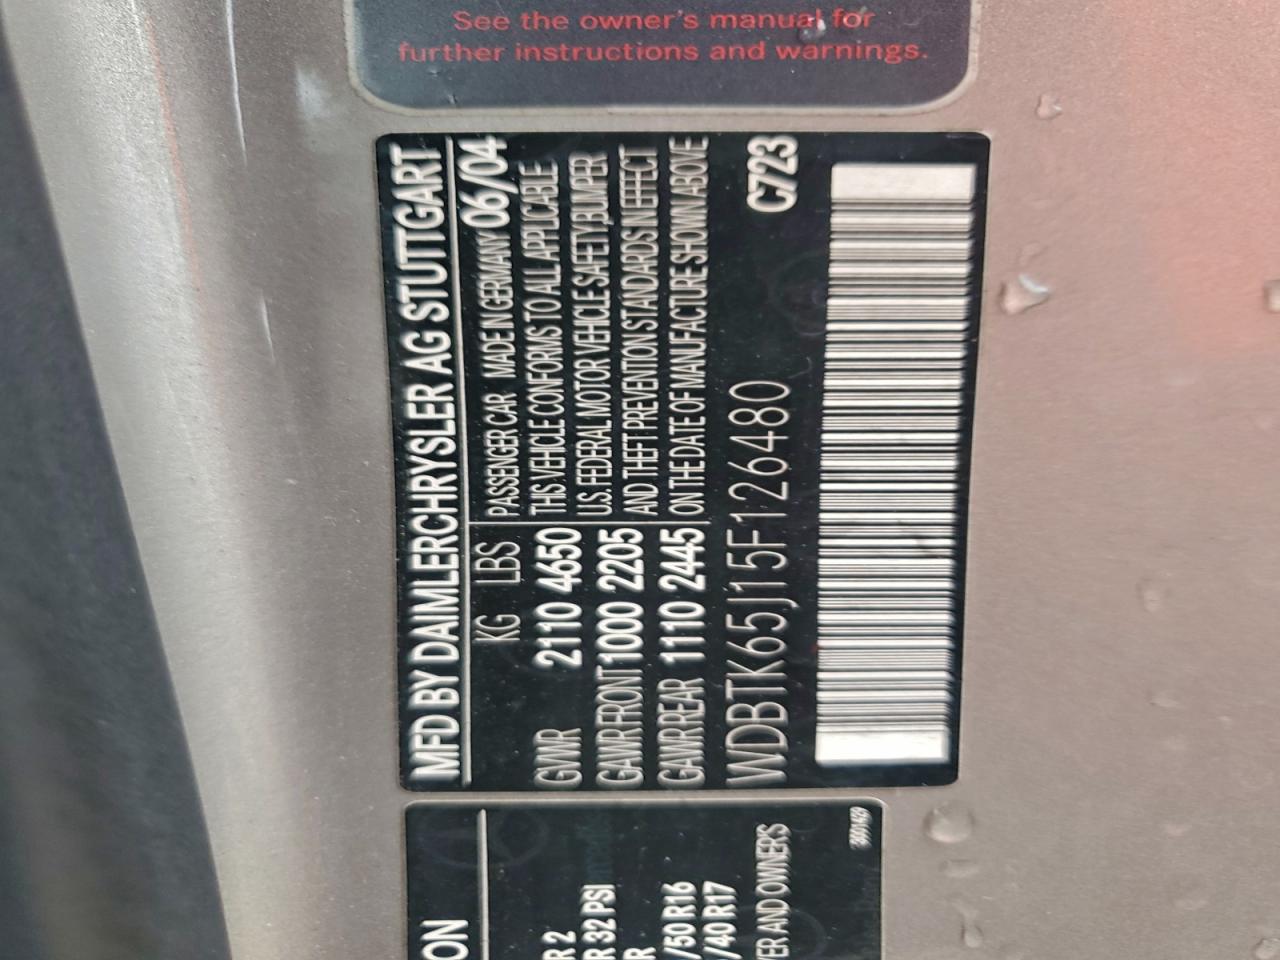 See the owner's manual for
further instructions and warnings.
MFD BY DAIMLERCHRYSLER AG STUTTGART
KG LBS
GVWR 2110 4650
GAWR FRONT 1000 2205
GAWR REAR 1110 2445
PASSENGER CAR MADE IN GERMANY 06/04
THIS VEHICLE CONFORMS TO ALL APPLICABLE
U.S. FEDERAL MOTOR VEHICLE SAFETY,BUMPER
AND THEFT PREVENTION STANDARDS IN EFFECT
ON THE DATE OF MANUFACTURE SHOWN ABOVE
WDBTK65J15F126480 C723
ON
R 2
R 32 PSI
R
/50 R16
/40 R17
YER AND OWNER'S